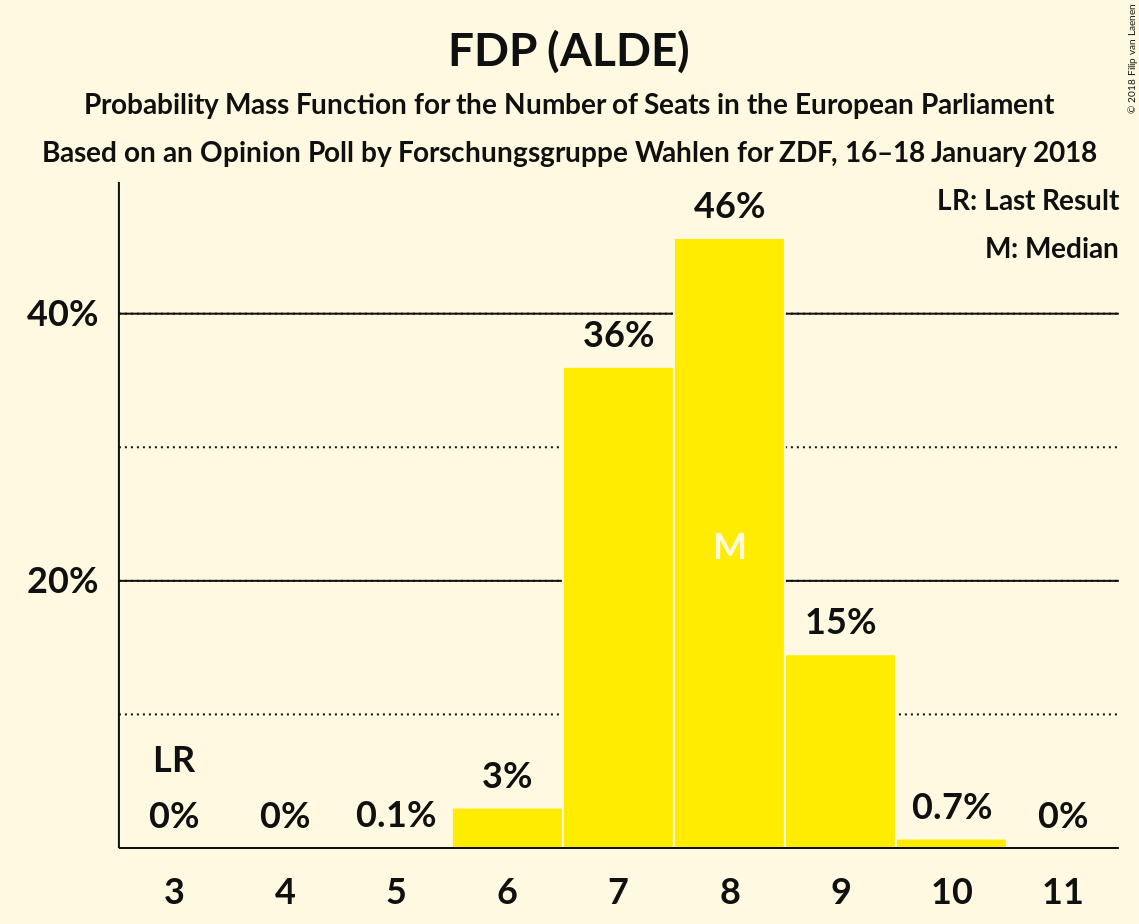 FDP (ALDE)
Probability Mass Function for the Number of Seats in the European Parliament
Based on an Opinion Poll by Forschungsgruppe Wahlen for ZDF, 16–18 January 2018
© 2018 Filip van Laenen
LR: Last Result
M: Median
46%
40%
36%
M
20%
15%
LR
3%
0% 0% 0.1% 0.7% 0%
3 4 5 6 7 8 9 10 11